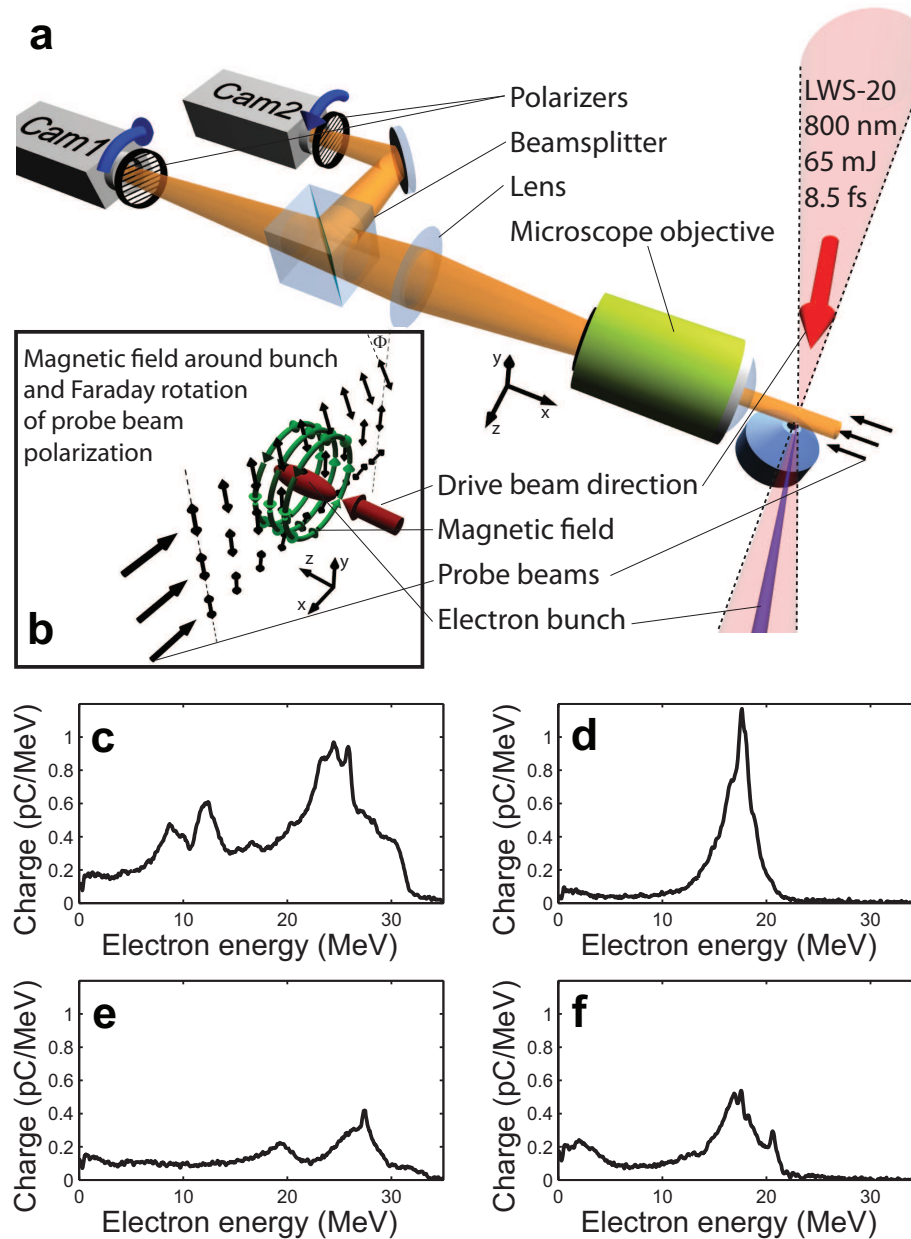 a
Cam1
Cam2
Polarizers
Beamsplitter
Lens
Microscope objective
LWS-20
800 nm
65 mJ
8.5 fs
y
x
z
Magnetic field around bunch
and Faraday rotation
of probe beam
polarization
Φ
Drive beam direction
Magnetic field
Probe beams
Electron bunch
z
y
x
b
c
Charge (pC/MeV)
1
0.8
0.6
0.4
0.2
0
0 10 20 30
Electron energy (MeV)
d
Charge (pC/MeV)
1
0.8
0.6
0.4
0.2
0
0 10 20 30
Electron energy (MeV)
e
Charge (pC/MeV)
1
0.8
0.6
0.4
0.2
0
0 10 20 30
Electron energy (MeV)
f
Charge (pC/MeV)
1
0.8
0.6
0.4
0.2
0
0 10 20 30
Electron energy (MeV)